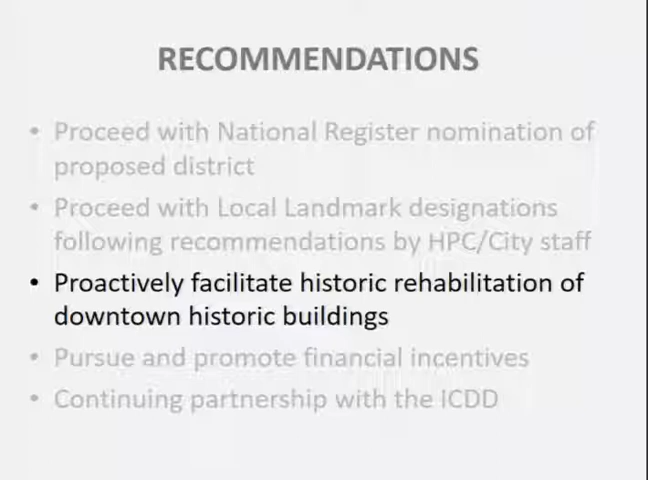 RECOMMENDATIONS
• Proceed with National Register nomination of
proposed district
• Proceed with Local Landmark designations
following recommendations by HPC/City staff
• Proactively facilitate historic rehabilitation of
downtown historic buildings
• Pursue and promote financial incentives
• Continuing partnership with the ICDD